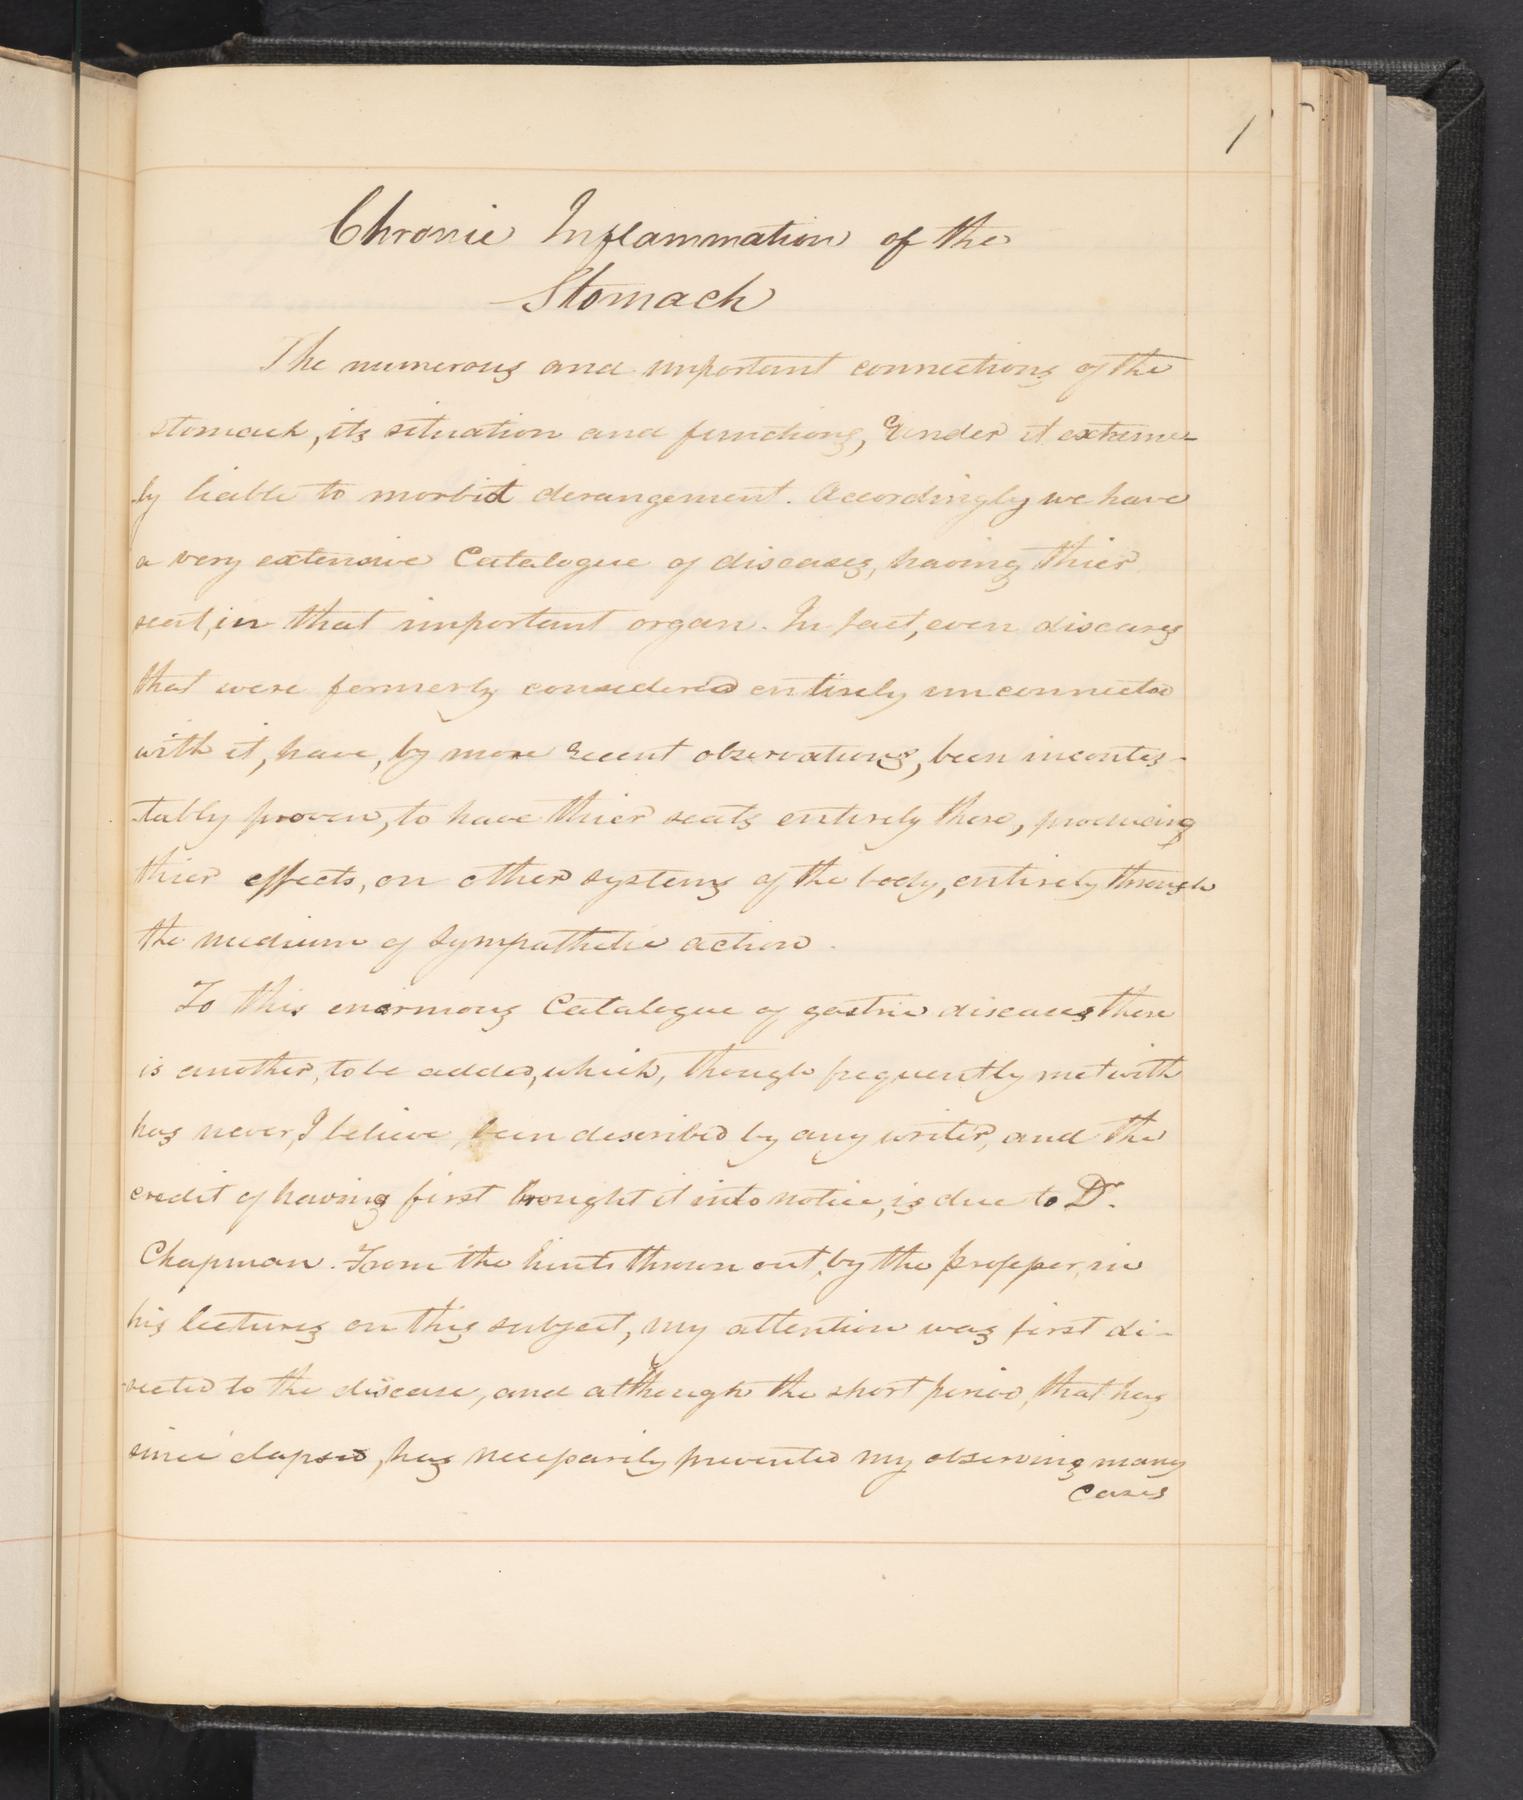 1
Chronic Inflammation of the
Stomach
The numerous and important connections of the
stomach, its situation and functions, render it extreme-
-ly liable to morbid derangement. Accordingly we have
a very extensive Catalogue of diseases, having thier
seat, in that important organ. In fact, even diseases
that were formerly considered entirely unconnected
with it, have, by more recent observations, been incontes-
-tably proven, to have thier seats entirely there, producing
thier effects, on other systems of the body, entirely through
the medium of sympathetic action.
To this enormous Catalogue of gastric diseases there
is another, to be added, which, though frequently met with
has never, I believe, been described by any writer, and the
credit of having first brought it into notice, is due to Dr.
Chapman. From the hints thrown out, by the professor, in
his lectures on this subject, my attention was first di-
-rected to the disease, and although the short period, that has
since elapsed, has necessarily prevented my observing many
cases